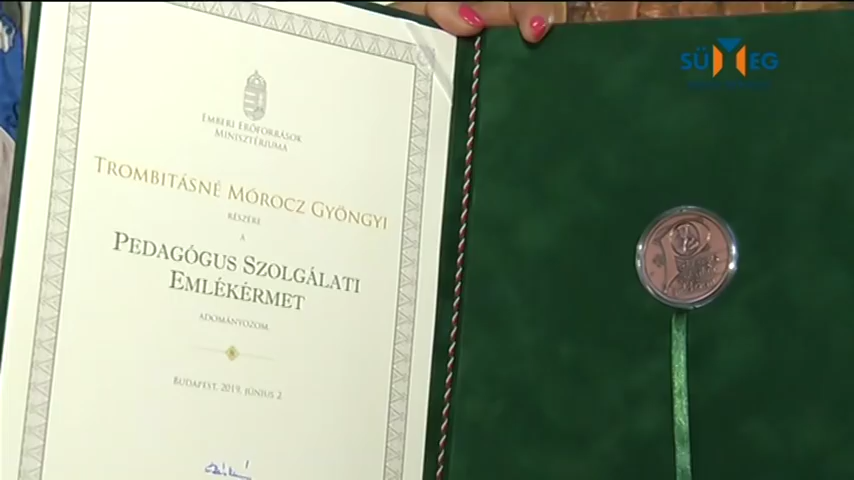 SÜMEG
EMBERI ERŐFORRÁSOK
MINISZTÉRIUMA
TROMBITÁSNÉ MÓROCZ GYÖNGYI
RÉSZÉRE
A
PEDAGÓGUS SZOLGÁLATI
EMLÉKÉRMET
ADOMÁNYOZOM
BUDAPEST, 2019. JÚNIUS 2